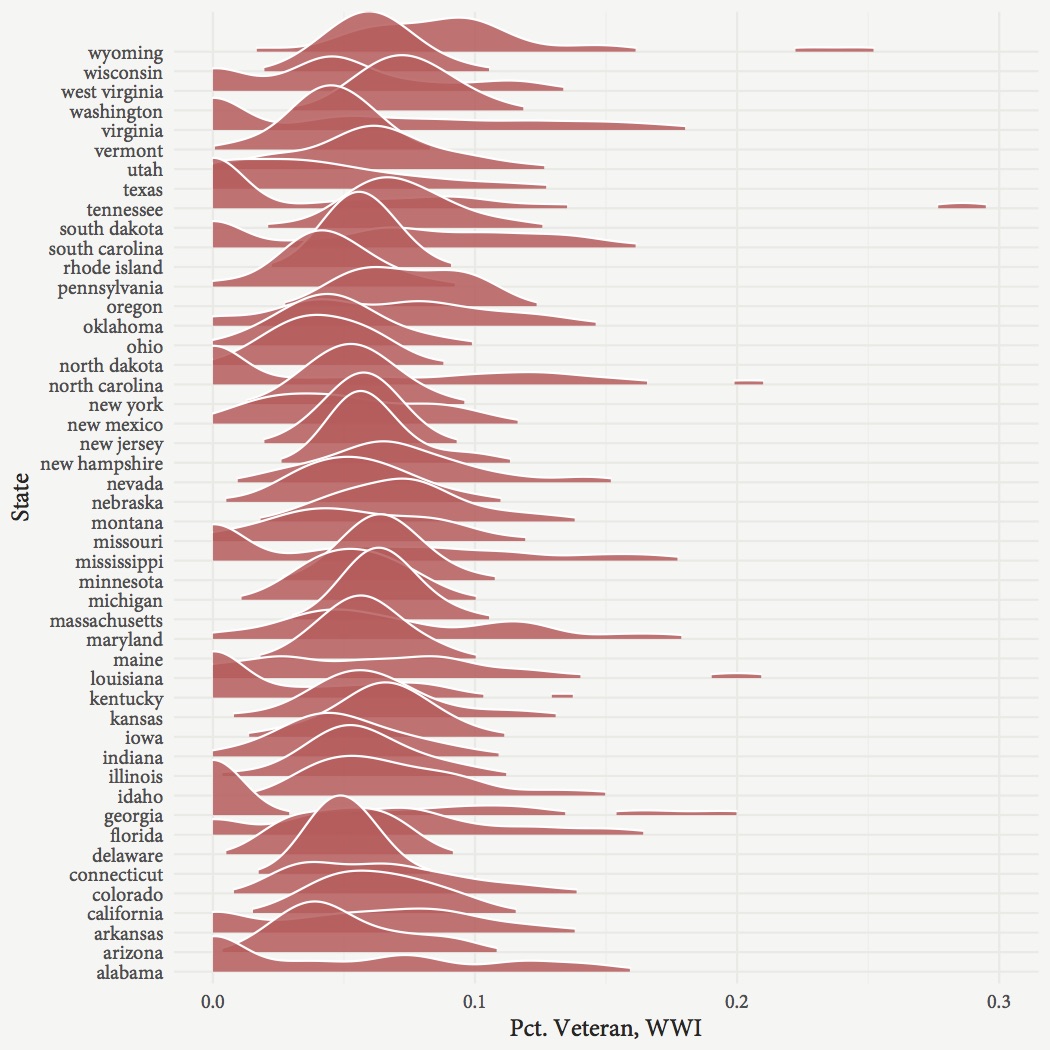 wyoming
wisconsin
west virginia
washington
virginia
vermont
utah
texas
tennessee
south dakota
south carolina
rhode island
pennsylvania
oregon
oklahoma
ohio
north dakota
north carolina
new york
new mexico
new jersey
new hampshire
nevada
nebraska
montana
missouri
mississippi
minnesota
michigan
massachusetts
maryland
maine
louisiana
kentucky
kansas
iowa
indiana
illinois
idaho
georgia
florida
delaware
connecticut
colorado
california
arkansas
arizona
alabama
State
0.0 0.1 0.2 0.3
Pct. Veteran, WWI